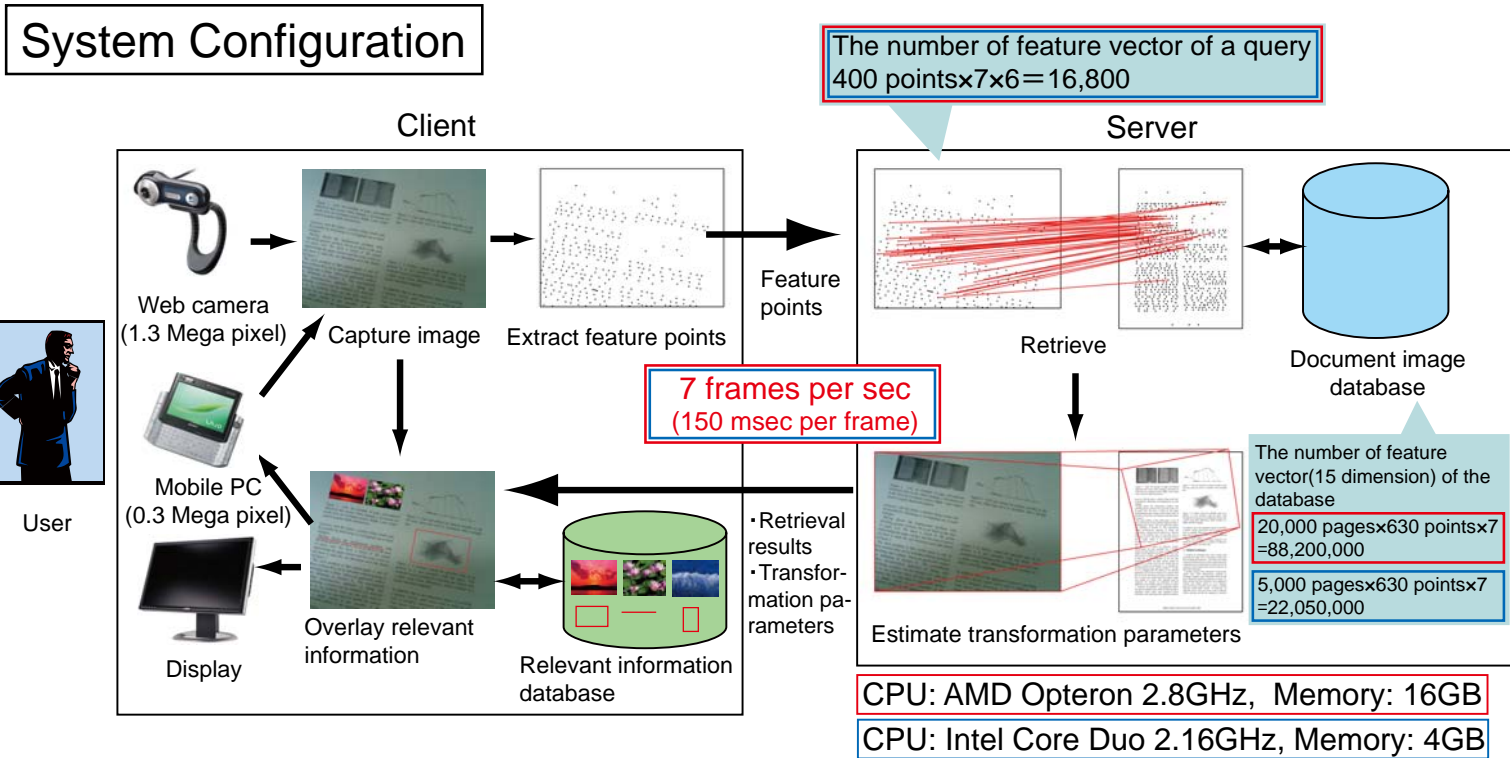 System Configuration
The number of feature vector of a query
400 points×7×6＝16,800
Client
Server
Web camera
(1.3 Mega pixel)
Capture image
Extract feature points
Feature
points
Retrieve
Document image
database
User
Mobile PC
(0.3 Mega pixel)
7 frames per sec
(150 msec per frame)
The number of feature
vector(15 dimension) of the
database
20,000 pages×630 points×7
=88,200,000
5,000 pages×630 points×7
=22,050,000
Display
Overlay relevant
information
Relevant information
database
・Retrieval
results
・Transfor-
mation pa-
rameters
Estimate transformation parameters
CPU: AMD Opteron 2.8GHz, Memory: 16GB
CPU: Intel Core Duo 2.16GHz, Memory: 4GB